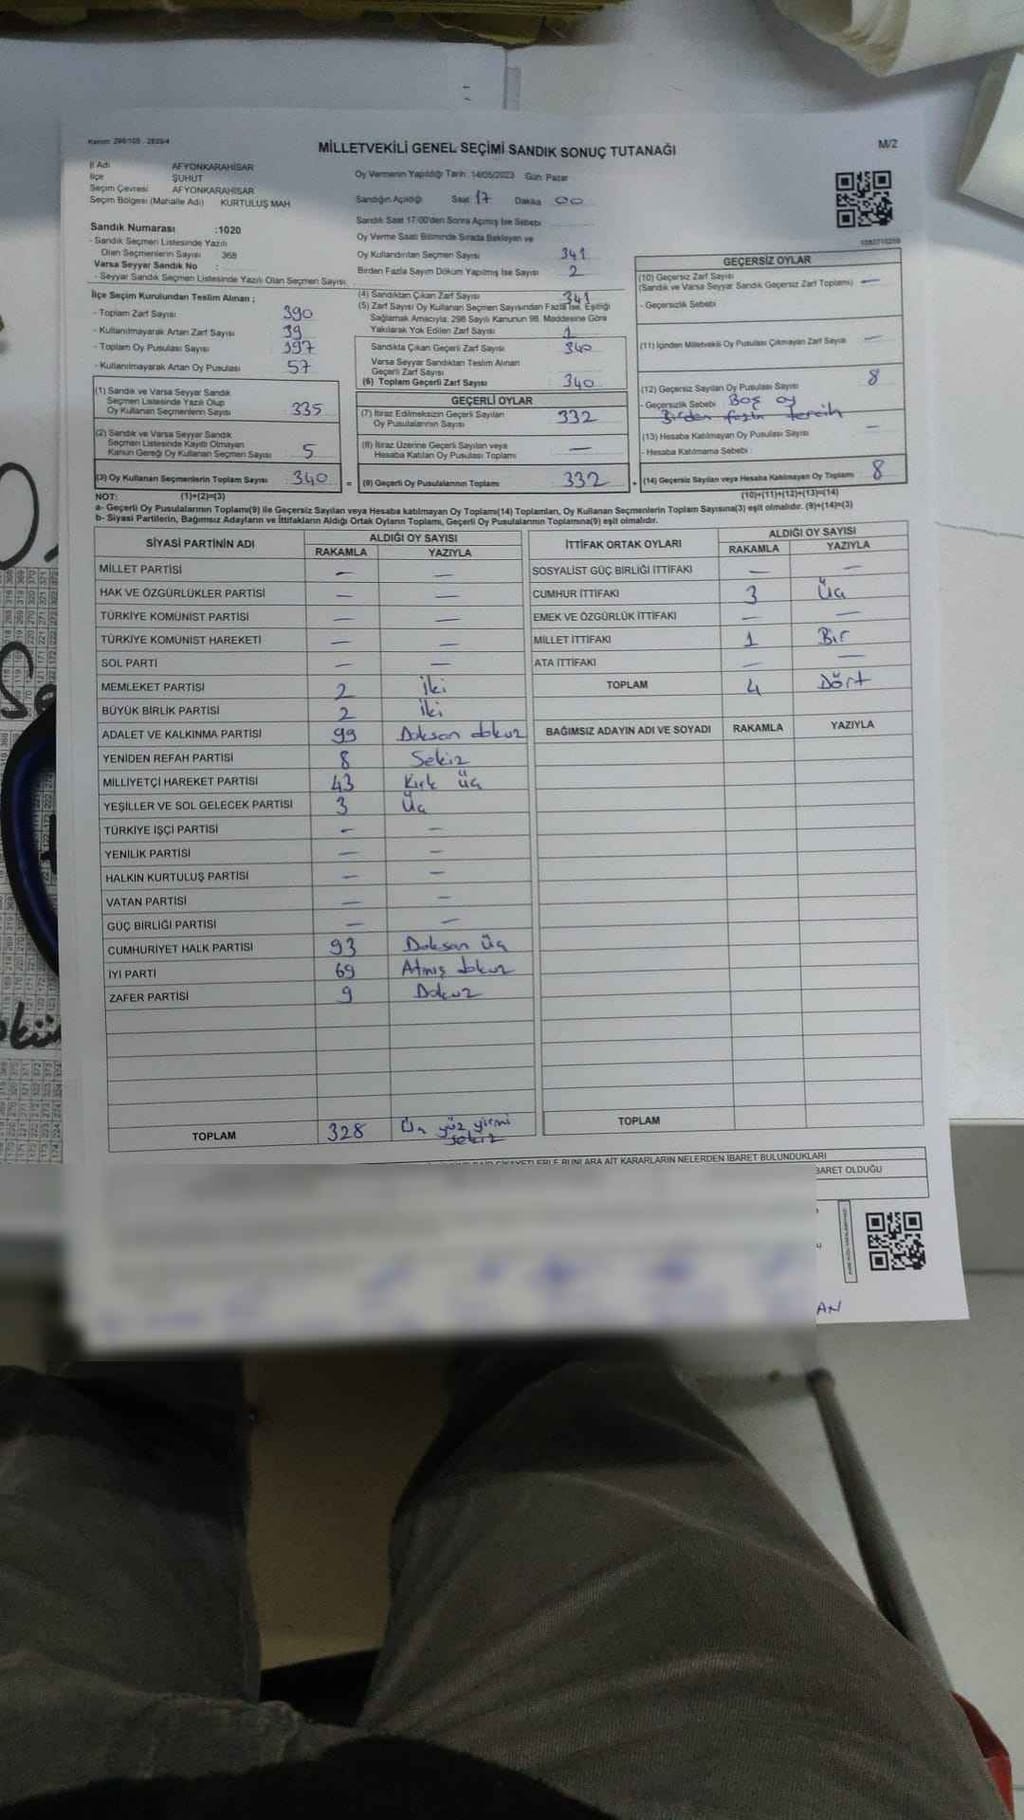 Kanun: 298/105 - 2839/4
MİLLETVEKİLİ GENEL SEÇİMİ SANDIK SONUÇ TUTANAĞI
M/2
İl Adı AFYONKARAHİSAR
İlçe ŞUHUT
Seçim Çevresi AFYONKARAHİSAR
Seçim Bölgesi (Mahalle Adı) KURTULUŞ MAH
Sandık Numarası :1020
- Sandık Seçmen Listesinde Yazılı
Olan Seçmenlerin Sayısı 368
Varsa Seyyar Sandık No :
- Seyyar Sandık Seçmen Listesinde Yazılı Olan Seçmen Sayısı
Oy Vermenin Yapıldığı Tarih: 14/05/2023 Gün: Pazar
Sandığın Açıldığı Saat 17 Dakika 00
Sandık Saat 17:00'den Sonra Açılmış İse Sebebi
Oy Verme Saati Bitiminde Sırada Bekleyen ve
Oy Kullandırılan Seçmen Sayısı 341
Birden Fazla Sayım Döküm Yapılmış İse Sayısı 2
İlçe Seçim Kurulundan Teslim Alınan ;
- Toplam Zarf Sayısı 390
- Kullanılmayarak Artan Zarf Sayısı 39
- Toplam Oy Pusulası Sayısı 397
- Kullanılmayarak Artan Oy Pusulası 57
(4) Sandıktan Çıkan Zarf Sayısı 341
(5) Zarf Sayısı Oy Kullanan Seçmen Sayısından Fazla İse, Eşitliği
Sağlamak Amacıyla, 298 Sayılı Kanunun 98. Maddesine Göre
Yakılarak Yok Edilen Zarf Sayısı 1
Sandıkta Çıkan Geçerli Zarf Sayısı 340
Varsa Seyyar Sandıktan Teslim Alınan
Geçerli Zarf Sayısı
(6) Toplam Geçerli Zarf Sayısı 340
GEÇERSİZ OYLAR
(10) Geçersiz Zarf Sayısı
(Sandık ve Varsa Seyyar Sandık Geçersiz Zarf Toplamı) —
- Geçersizlik Sebebi
(11) İçinden Milletvekili Oy Pusulası Çıkmayan Zarf Sayısı —
(12) Geçersiz Sayılan Oy Pusulası Sayısı 8
- Geçersizlik Sebebi Boş oy
Birden fazla tercih
(13) Hesaba Katılmayan Oy Pusulası Sayısı —
- Hesaba Katılmama Sebebi
(14) Geçersiz Sayılan veya Hesaba Katılmayan Oy Toplamı 8
(1) Sandık ve Varsa Seyyar Sandık
Seçmen Listesinde Yazılı Olup
Oy Kullanan Seçmenlerin Sayısı 335
(2) Sandık ve Varsa Seyyar Sandık
Seçmen Listesinde Kayıtlı Olmayan
Kanun Gereği Oy Kullanan Seçmen Sayısı 5
(3) Oy Kullanan Seçmenlerin Toplam Sayısı 340 =
GEÇERLİ OYLAR
(7) İtiraz Edilmeksizin Geçerli Sayılan
Oy Pusulalarının Sayısı 332
(8) İtiraz Üzerine Geçerli Sayılan veya
Hesaba Katılan Oy Pusulası Toplamı —
(9) Geçerli Oy Pusulalarının Toplamı 332 +
NOT: (1)+(2)=(3) (10)+(11)+(12)+(13)=(14)
a- Geçerli Oy Pusulalarının Toplamı(9) ile Geçersiz Sayılan veya Hesaba katılmayan Oy Toplamı(14) Toplamları, Oy Kullanan Seçmenlerin Toplam Sayısına(3) eşit olmalıdır. (9)+(14)=(3)
b- Siyasi Partilerin, Bağımsız Adayların ve İttifakların Aldığı Ortak Oyların Toplamı, Geçerli Oy Pusulalarının Toplamına(9) eşit olmalıdır.
SİYASİ PARTİNİN ADI ALDIĞI OY SAYISI
RAKAMLA YAZIYLA
MİLLET PARTİSİ — —
HAK VE ÖZGÜRLÜKLER PARTİSİ — —
TÜRKİYE KOMÜNİST PARTİSİ — —
TÜRKİYE KOMÜNİST HAREKETİ — —
SOL PARTİ — —
MEMLEKET PARTİSİ 2 İki
BÜYÜK BİRLİK PARTİSİ 2 İki
ADALET VE KALKINMA PARTİSİ 99 Doksan dokuz
YENİDEN REFAH PARTİSİ 8 Sekiz
MİLLİYETÇİ HAREKET PARTİSİ 43 Kırk üç
YEŞİLLER VE SOL GELECEK PARTİSİ 3 Üç
TÜRKİYE İŞÇİ PARTİSİ — —
YENİLİK PARTİSİ — —
HALKIN KURTULUŞ PARTİSİ — —
VATAN PARTİSİ — —
GÜÇ BİRLİĞİ PARTİSİ — —
CUMHURİYET HALK PARTİSİ 93 Doksan üç
İYİ PARTİ 69 Atmış dokuz
ZAFER PARTİSİ 9 Dokuz
TOPLAM 328 Üç yüz yirmi
sekiz
İTTİFAK ORTAK OYLARI ALDIĞI OY SAYISI
RAKAMLA YAZIYLA
SOSYALİST GÜÇ BİRLİĞİ İTTİFAKI — —
CUMHUR İTTİFAKI 3 Üç
EMEK VE ÖZGÜRLÜK İTTİFAKI — —
MİLLET İTTİFAKI 1 Bir
ATA İTTİFAKI — —
TOPLAM 4 Dört
BAĞIMSIZ ADAYIN ADI VE SOYADI RAKAMLA YAZIYLA
TOPLAM
KARARLARIN NELERDEN İBARET BULUNDUKLARI
BARET OLDUĞU
AN